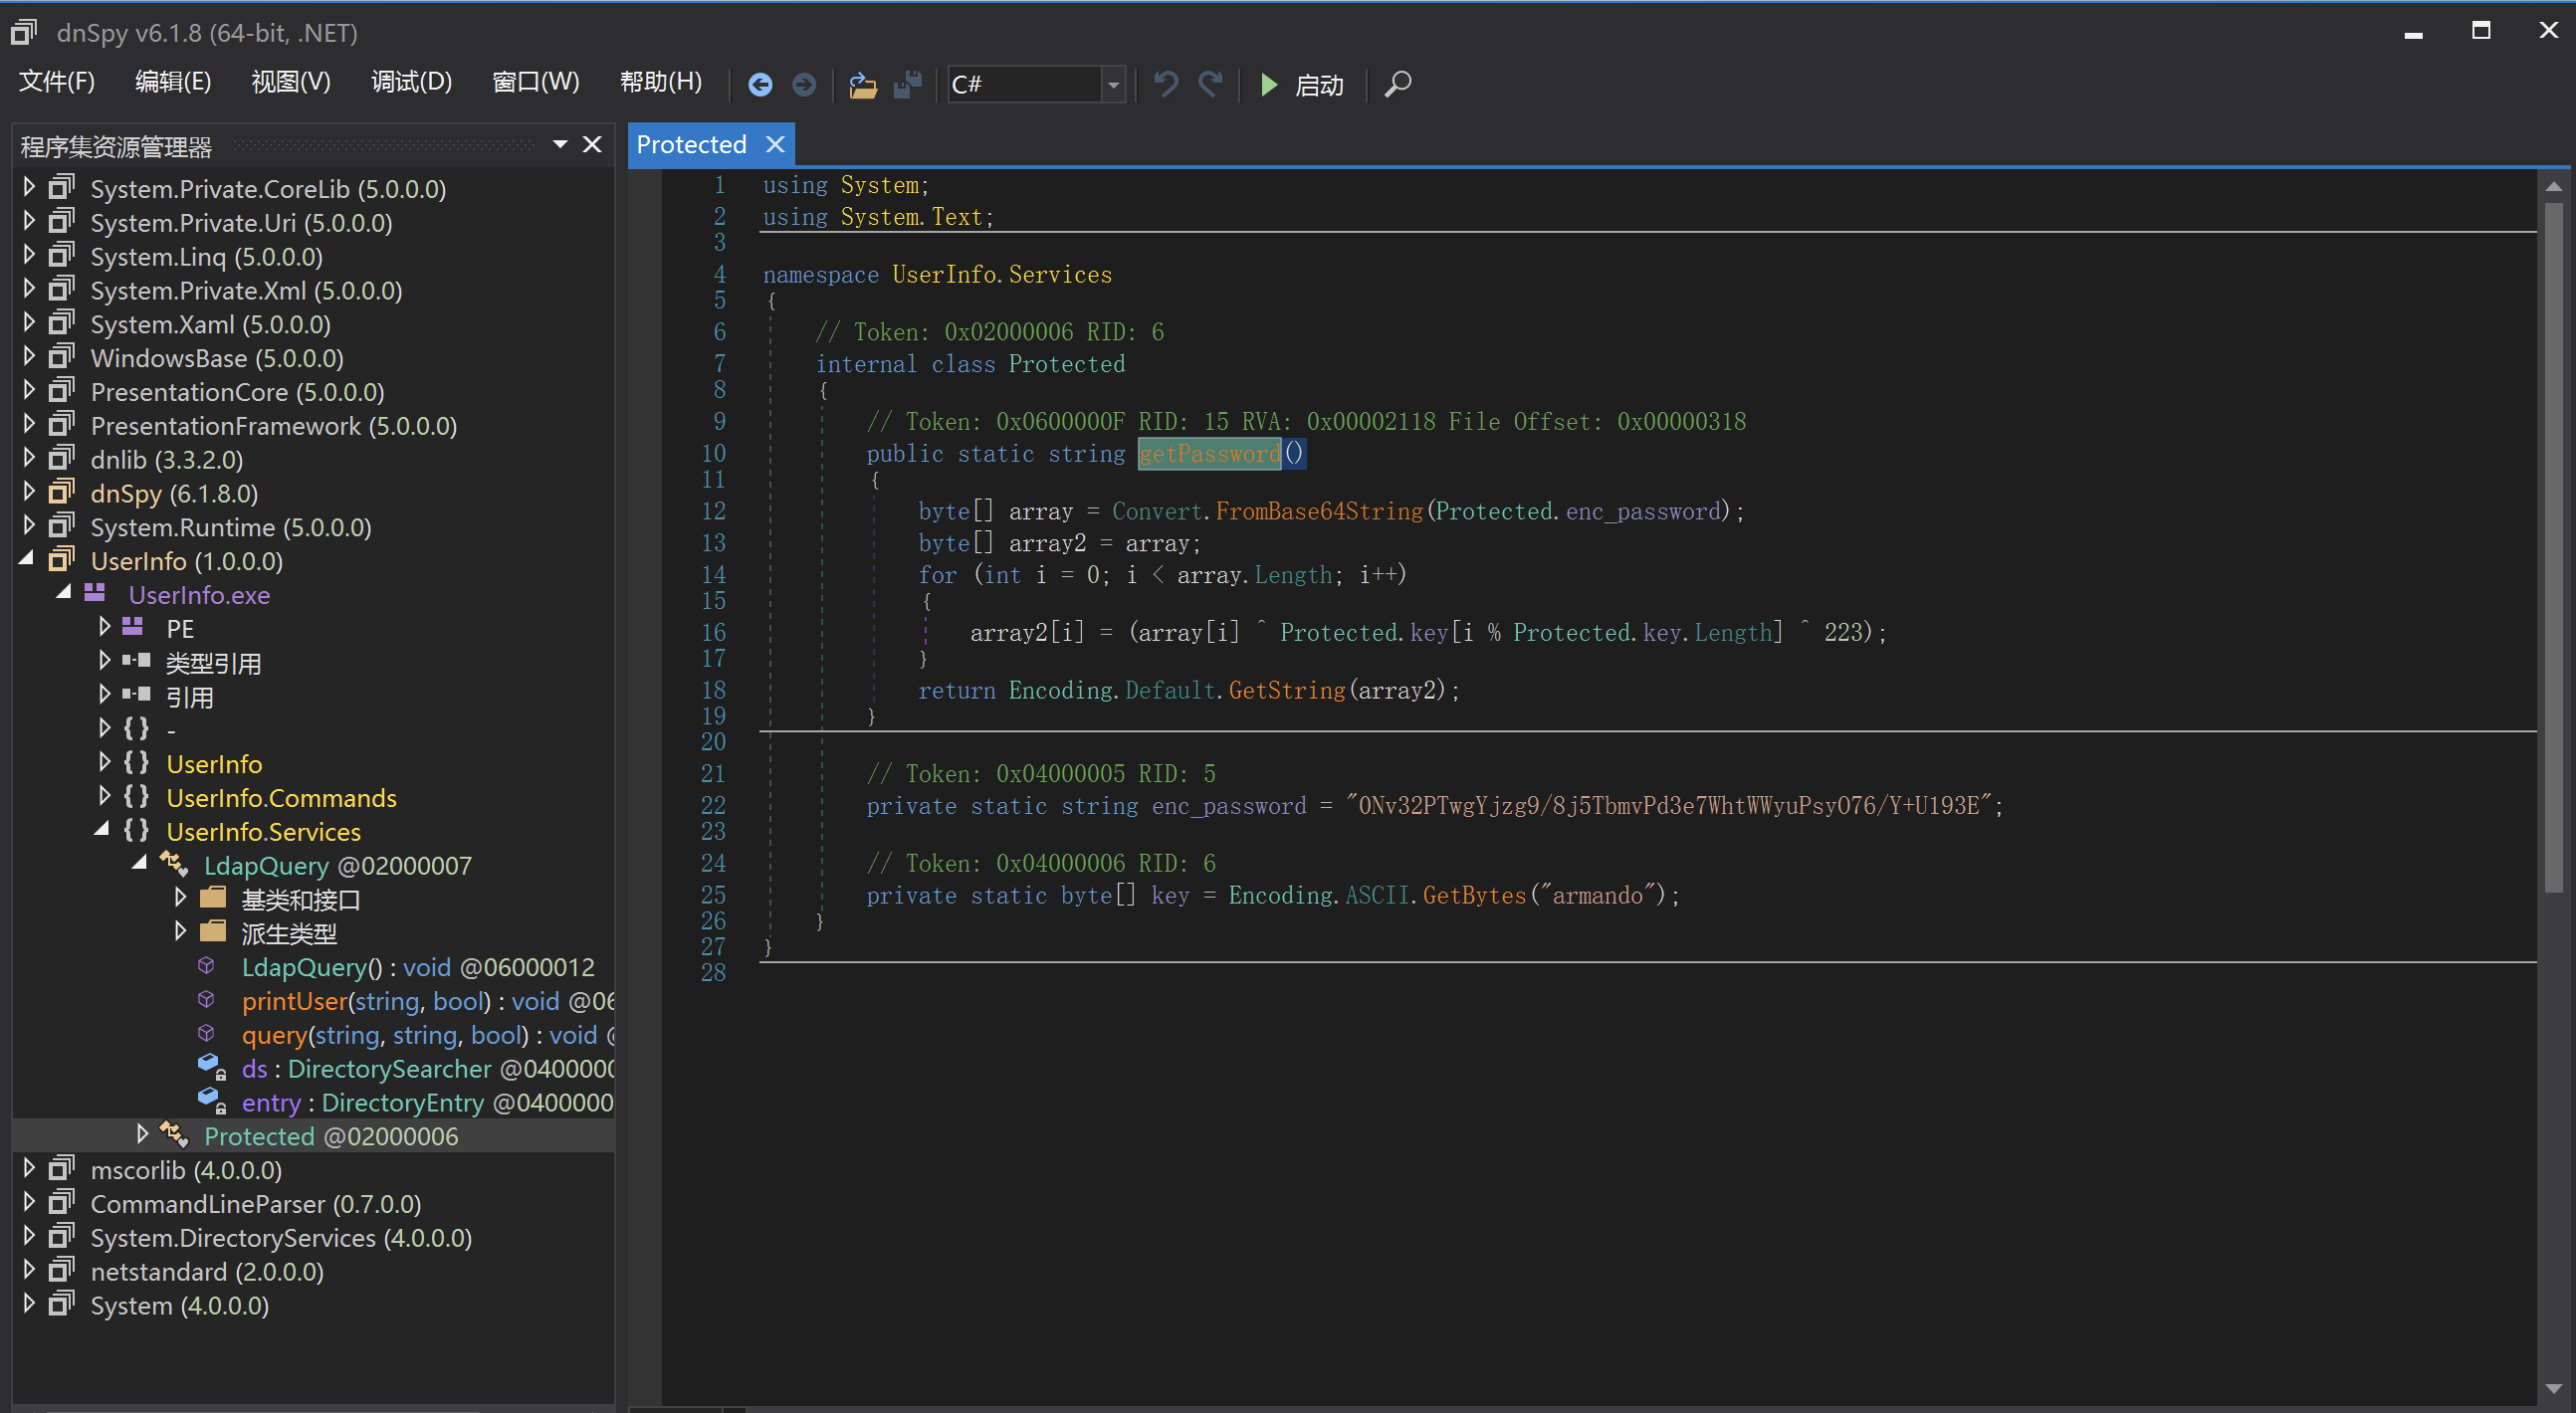 dnSpy v6.1.8 (64-bit, .NET)
文件(F) 编辑(E) 视图(V) 调试(D) 窗口(W) 帮助(H) C# 启动
程序集资源管理器
System.Private.CoreLib (5.0.0.0)
System.Private.Uri (5.0.0.0)
System.Linq (5.0.0.0)
System.Private.Xml (5.0.0.0)
System.Xaml (5.0.0.0)
WindowsBase (5.0.0.0)
PresentationCore (5.0.0.0)
PresentationFramework (5.0.0.0)
dnlib (3.3.2.0)
dnSpy (6.1.8.0)
System.Runtime (5.0.0.0)
UserInfo (1.0.0.0)
UserInfo.exe
PE
类型引用
引用
{} -
{} UserInfo
{} UserInfo.Commands
{} UserInfo.Services
LdapQuery @02000007
基类和接口
派生类型
LdapQuery() : void @06000012
printUser(string, bool) : void @06
query(string, string, bool) : void @
ds : DirectorySearcher @0400000
entry : DirectoryEntry @0400000
Protected @02000006
mscorlib (4.0.0.0)
CommandLineParser (0.7.0.0)
System.DirectoryServices (4.0.0.0)
netstandard (2.0.0.0)
System (4.0.0.0)
Protected
1 using System;
2 using System.Text;
3
4 namespace UserInfo.Services
5 {
6 // Token: 0x02000006 RID: 6
7 internal class Protected
8 {
9 // Token: 0x0600000F RID: 15 RVA: 0x00002118 File Offset: 0x00000318
10 public static string getPassword()
11 {
12 byte[] array = Convert.FromBase64String(Protected.enc_password);
13 byte[] array2 = array;
14 for (int i = 0; i < array.Length; i++)
15 {
16 array2[i] = (array[i] ^ Protected.key[i % Protected.key.Length] ^ 223);
17 }
18 return Encoding.Default.GetString(array2);
19 }
20
21 // Token: 0x04000005 RID: 5
22 private static string enc_password = "0Nv32PTwgYjzg9/8j5TbmvPd3e7WhtWWyuPsyO76/Y+U193E";
23
24 // Token: 0x04000006 RID: 6
25 private static byte[] key = Encoding.ASCII.GetBytes("armando");
26 }
27 }
28